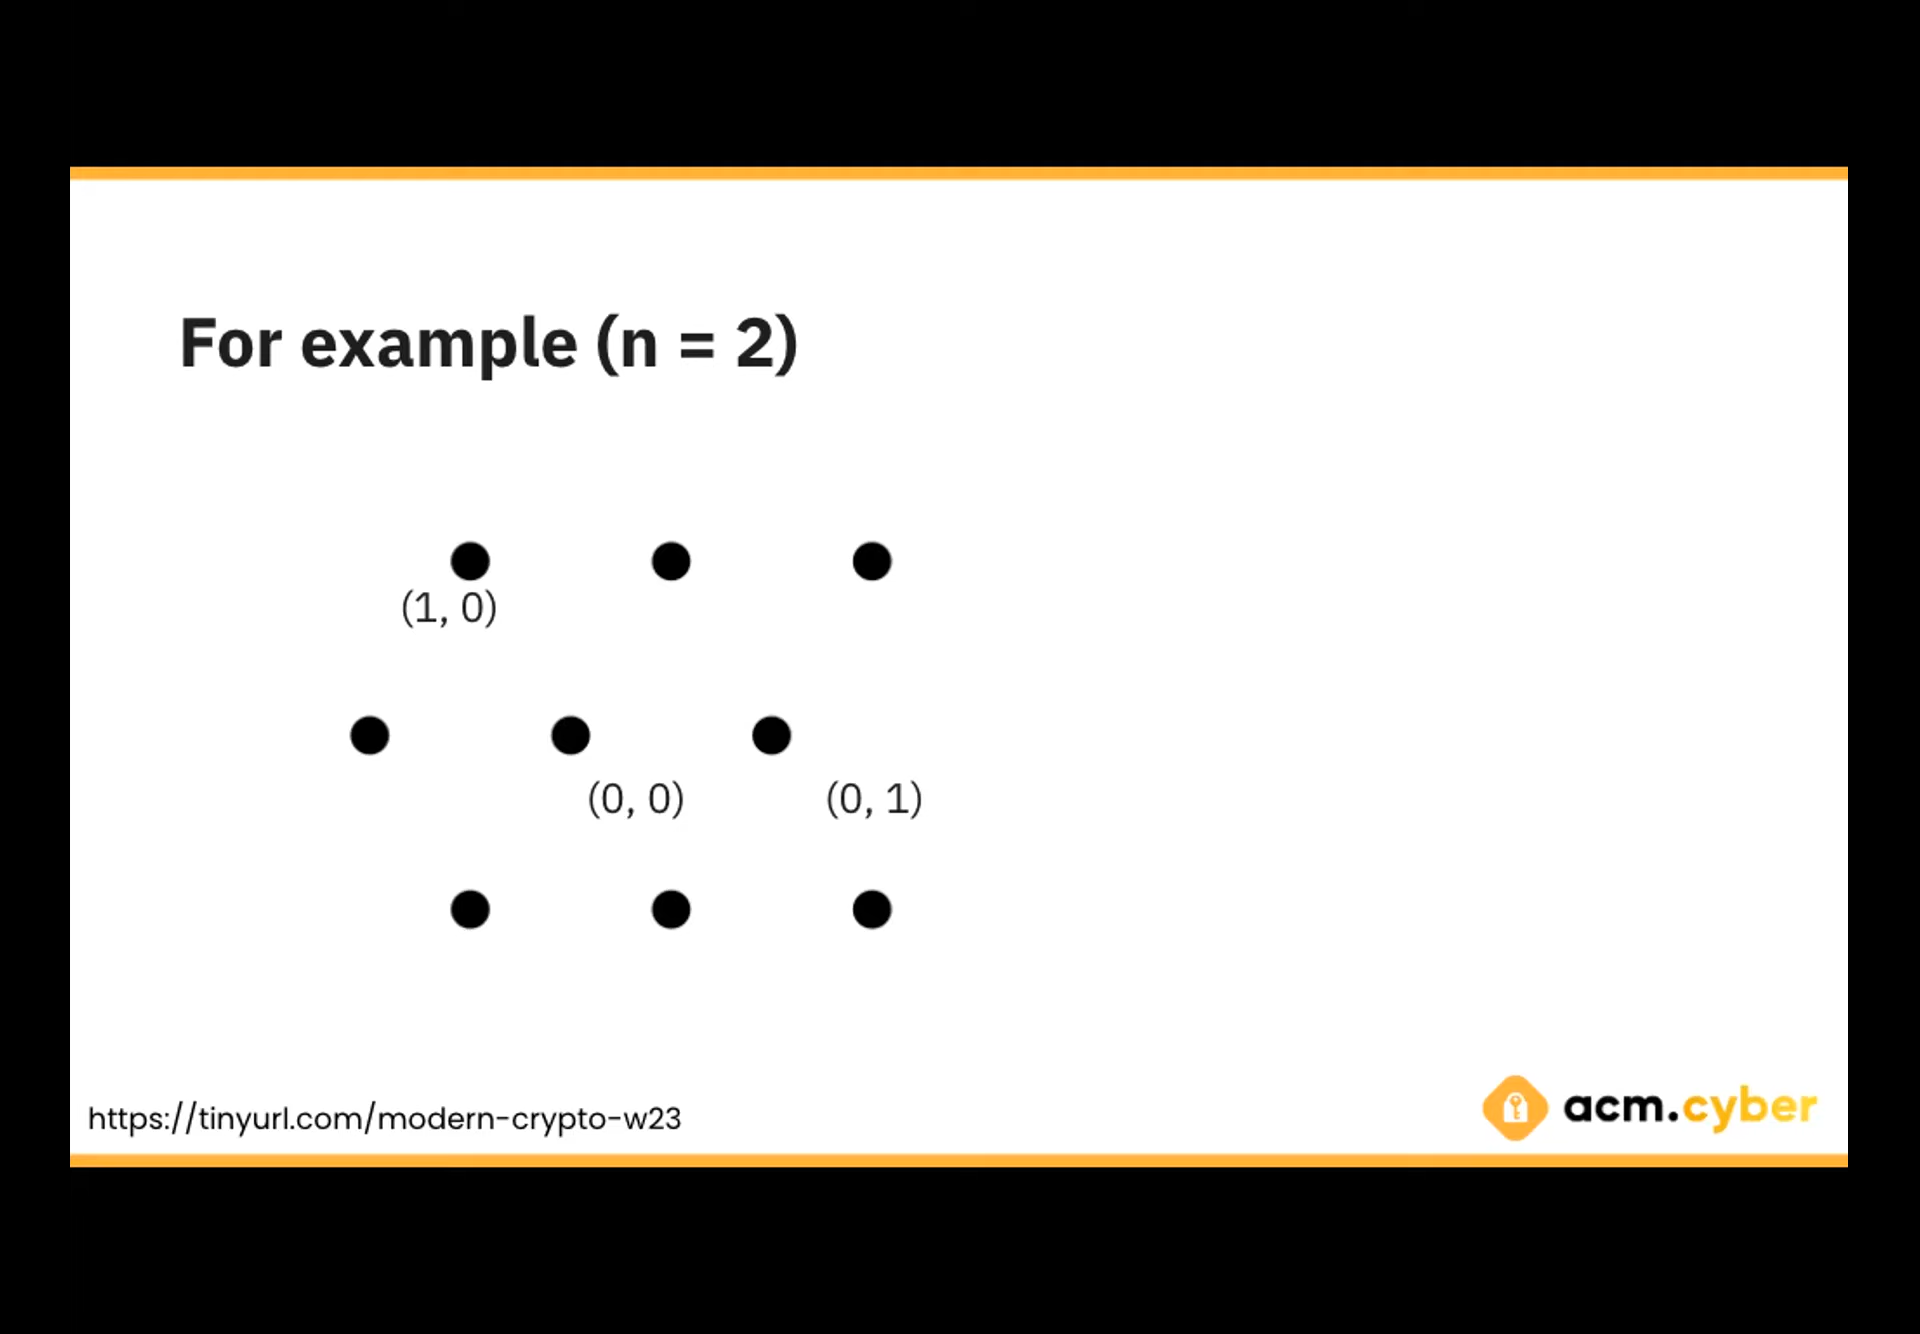 For example (n = 2)
(1, 0)
(0, 0) (0, 1)
https://tinyurl.com/modern-crypto-w23
acm.cyber